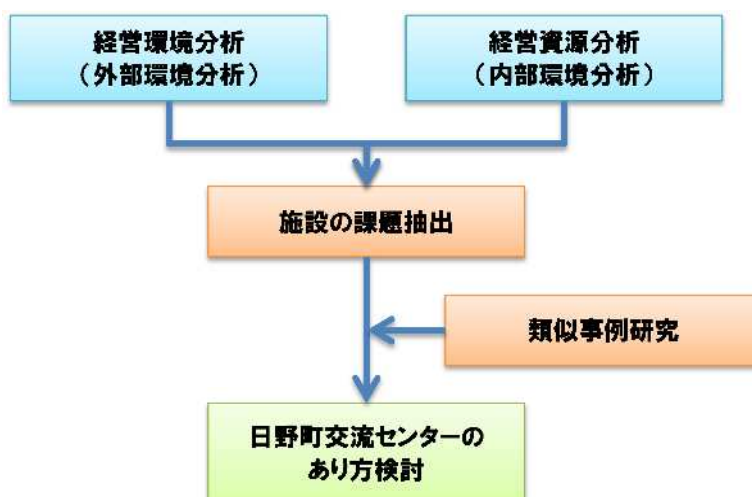 経営環境分析
（外部環境分析）
経営資源分析
（内部環境分析）
施設の課題抽出
類似事例研究
日野町交流センターの
あり方検討